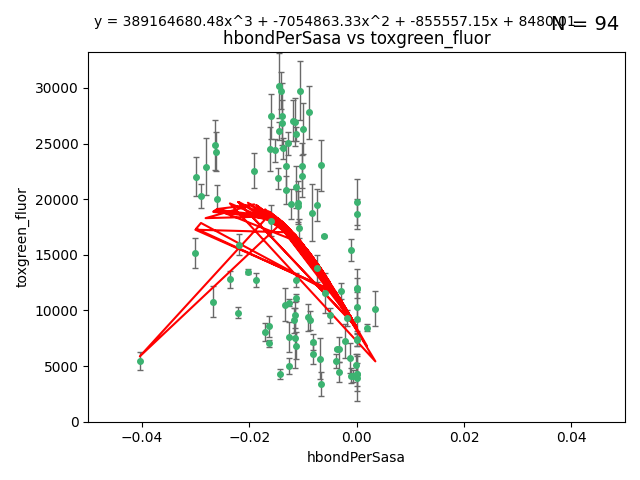 y = 389164680.48x^3 + -7054863.33x^2 + -855557.15x + 8480.01
N = 94
hbondPerSasa vs toxgreen_fluor
30000
25000
20000
15000
10000
5000
0
toxgreen_fluor
−0.04 −0.02 0.00 0.02 0.04
hbondPerSasa